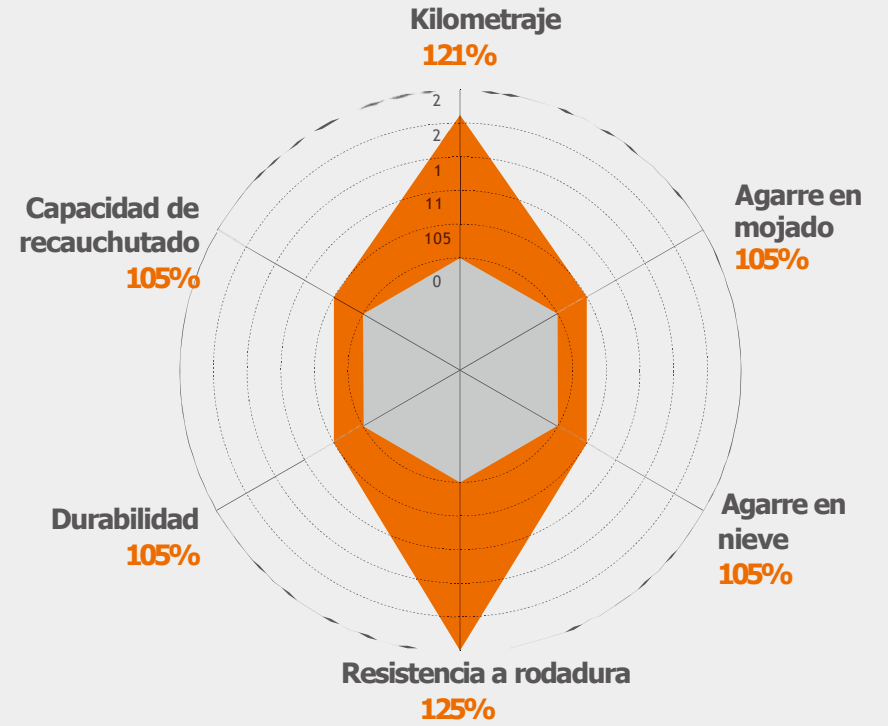 Kilometraje
121%
2
2
1
11
105
0
Agarre en
mojado
105%
Capacidad de
recauchutado
105%
Agarre en
nieve
105%
Durabilidad
105%
Resistencia a rodadura
125%